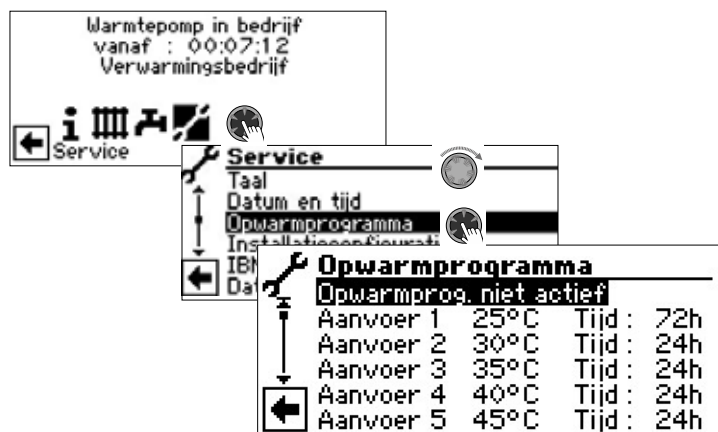 Warmtepomp in bedrijf
vanaf : 00:07:12
Verwarmingsbedrijf
Service
Service
Taal
Datum en tijd
Opwarmprogramma
Opwarmprogramma
Opwarmprog. niet actief
Aanvoer 1 25°C Tijd : 72h
Aanvoer 2 30°C Tijd : 24h
Aanvoer 3 35°C Tijd : 24h
Aanvoer 4 40°C Tijd : 24h
Aanvoer 5 45°C Tijd : 24h